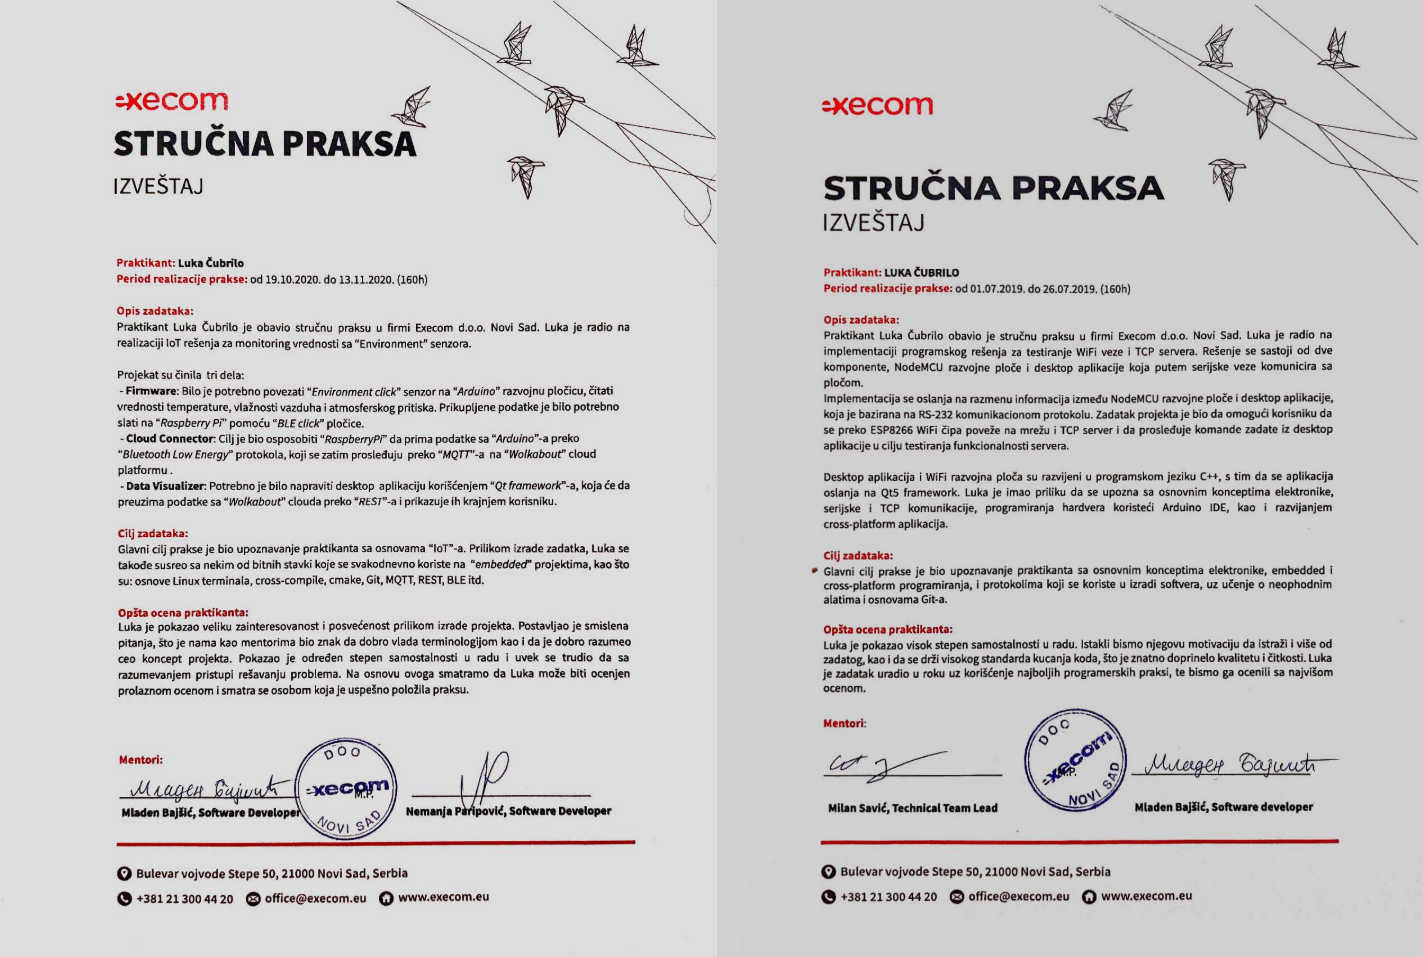 execom
STRUČNA PRAKSA
IZVEŠTAJ
Praktikant: Luka Čubrilo
Period realizacije prakse: od 19.10.2020. do 13.11.2020. (160h)
Opis zadataka:
Praktikant Luka Čubrilo je obavio stručnu praksu u firmi Execom d.o.o. Novi Sad. Luka je radio na
realizaciji IoT rešenja za monitoring vrednosti sa "Environment" senzora.
Projekat su činila tri dela:
- Firmware: Bilo je potrebno povezati "Environment click" senzor na "Arduino" razvojnu pločicu, čitati
vrednosti temperature, vlažnosti vazduha i atmosferskog pritiska. Prikupljene podatke je bilo potrebno
slati na "Raspberry Pi" pomoću "BLE click" pločice.
- Cloud Connector: Cilj je bio osposobiti "RaspberryPi" da prima podatke sa "Arduino"-a preko
"Bluetooth Low Energy" protokola, koji se zatim prosleđuju preko "MQTT"-a na "Wolkabout" cloud
platformu .
- Data Visualizer: Potrebno je bilo napraviti desktop aplikaciju korišćenjem "Qt framework"-a, koja će da
preuzima podatke sa "Wolkabout" clouda preko "REST"-a i prikazuje ih krajnjem korisniku.
Cilj zadataka:
Glavni cilj prakse je bio upoznavanje praktikanta sa osnovama "IoT"-a. Prilikom izrade zadatka, Luka se
takođe susreo sa nekim od bitnih stavki koje se svakodnevno koriste na "embedded" projektima, kao što
su: osnove Linux terminala, cross-compile, cmake, Git, MQTT, REST, BLE itd.
Opšta ocena praktikanta:
Luka je pokazao veliku zainteresovanost i posvećenost prilikom izrade projekta. Postavljao je smislena
pitanja, što je nama kao mentorima bio znak da dobro vlada terminologijom kao i da je dobro razumeo
ceo koncept projekta. Pokazao je određen stepen samostalnosti u radu i uvek se trudio da sa
razumevanjem pristupi rešavanju problema. Na osnovu ovoga smatramo da Luka može biti ocenjen
prolaznom ocenom i smatra se osobom koja je uspešno položila praksu.
Mentori:
Младен Бајшић
DOO
execom
M.P.
NOVI SAD
Mladen Bajšić, Software Developer
Nemanja Paripović, Software Developer
Bulevar vojvode Stepe 50, 21000 Novi Sad, Serbia
+381 21 300 44 20 office@execom.eu www.execom.eu
execom
STRUČNA PRAKSA
IZVEŠTAJ
Praktikant: LUKA ČUBRILO
Period realizacije prakse: od 01.07.2019. do 26.07.2019. (160h)
Opis zadataka:
Praktikant Luka Čubrilo obavio je stručnu praksu u firmi Execom d.o.o. Novi Sad. Luka je radio na
implementaciji programskog rešenja za testiranje WiFi veze i TCP servera. Rešenje se sastoji od dve
komponente, NodeMCU razvojne ploče i desktop aplikacije koja putem serijske veze komunicira sa
pločom.
Implementacija se oslanja na razmenu informacija između NodeMCU razvojne ploče i desktop aplikacije,
koja je bazirana na RS-232 komunikacionom protokolu. Zadatak projekta je bio da omogući korisniku da
se preko ESP8266 WiFi čipa poveže na mrežu i TCP server i da prosleđuje komande zadate iz desktop
aplikacije u cilju testiranja funkcionalnosti servera.
Desktop aplikacija i WiFi razvojna ploča su razvijeni u programskom jeziku C++, s tim da se aplikacija
oslanja na Qt5 framework. Luka je imao priliku da se upozna sa osnovnim konceptima elektronike,
serijske i TCP komunikacije, programiranja hardvera koristeći Arduino IDE, kao i razvijanjem
cross-platform aplikacija.
Cilj zadataka:
Glavni cilj prakse je bio upoznavanje praktikanta sa osnovnim konceptima elektronike, embedded i
cross-platform programiranja, i protokolima koji se koriste u izradi softvera, uz učenje o neophodnim
alatima i osnovama Git-a.
Opšta ocena praktikanta:
Luka je pokazao visok stepen samostalnosti u radu. Istakli bismo njegovu motivaciju da istraži i više od
zadatog, kao i da se drži visokog standarda kucanja koda, što je znatno doprinelo kvalitetu i čitkosti. Luka
je zadatak uradio u roku uz korišćenje najboljih programerskih praksi, te bismo ga ocenili sa najvišom
ocenom.
Mentori:
DOO
execom
M.P.
NOVI SAD
Младен Бајшић
Milan Savić, Technical Team Lead
Mladen Bajšić, Software developer
Bulevar vojvode Stepe 50, 21000 Novi Sad, Serbia
+381 21 300 44 20 office@execom.eu www.execom.eu